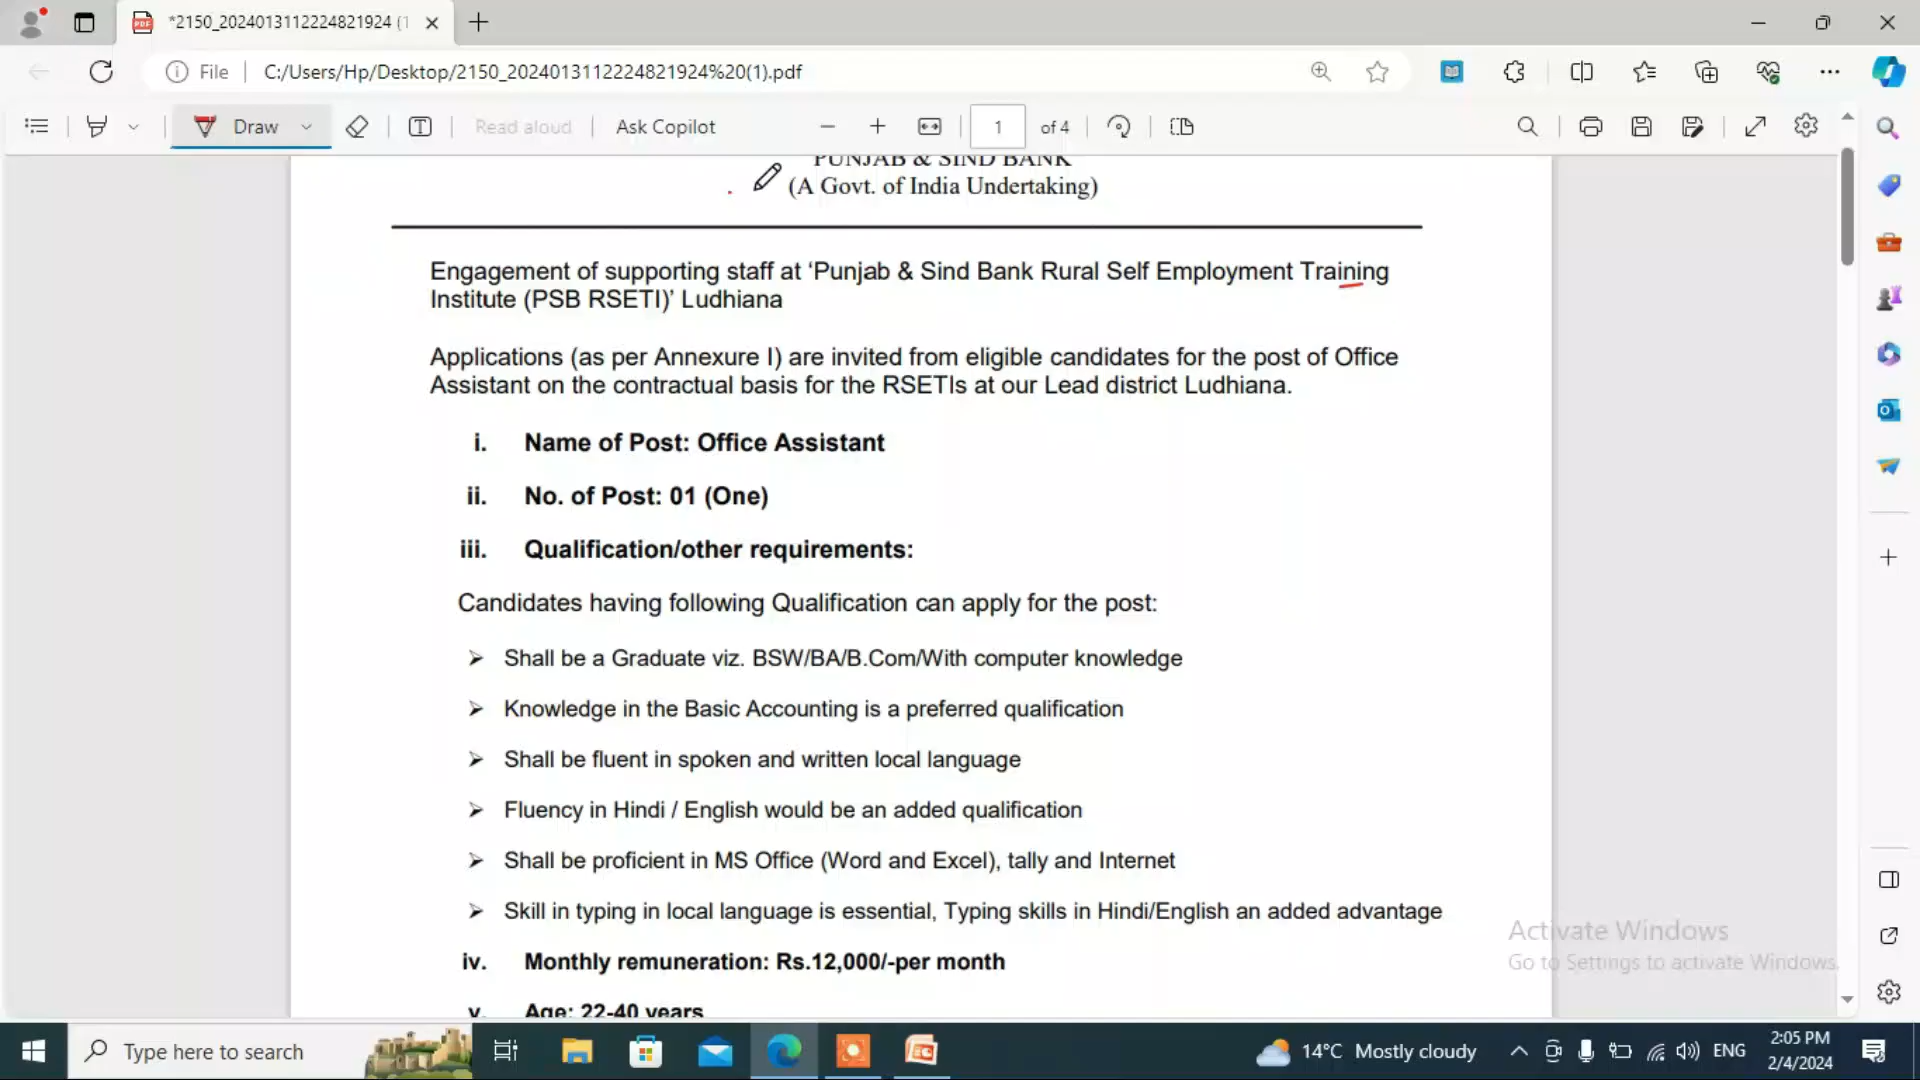 *2150_20240131112224821924 (1
File
C:/Users/Hp/Desktop/2150_20240131112224821924%20(1).pdf
Draw
Read aloud
Ask Copilot
1
of 4
PUNJAB & SIND BANK
(A Govt. of India Undertaking)
Engagement of supporting staff at ‘Punjab & Sind Bank Rural Self Employment Training
Institute (PSB RSETI)’ Ludhiana
Applications (as per Annexure I) are invited from eligible candidates for the post of Office
Assistant on the contractual basis for the RSETIs at our Lead district Ludhiana.
i. Name of Post: Office Assistant
ii. No. of Post: 01 (One)
iii. Qualification/other requirements:
Candidates having following Qualification can apply for the post:
➢ Shall be a Graduate viz. BSW/BA/B.Com/With computer knowledge
➢ Knowledge in the Basic Accounting is a preferred qualification
➢ Shall be fluent in spoken and written local language
➢ Fluency in Hindi / English would be an added qualification
➢ Shall be proficient in MS Office (Word and Excel), tally and Internet
➢ Skill in typing in local language is essential, Typing skills in Hindi/English an added advantage
iv. Monthly remuneration: Rs.12,000/-per month
v. Age: 22-40 years
Activate Windows
Go to Settings to activate Windows.
Type here to search
14°C Mostly cloudy
ENG
2:05 PM
2/4/2024